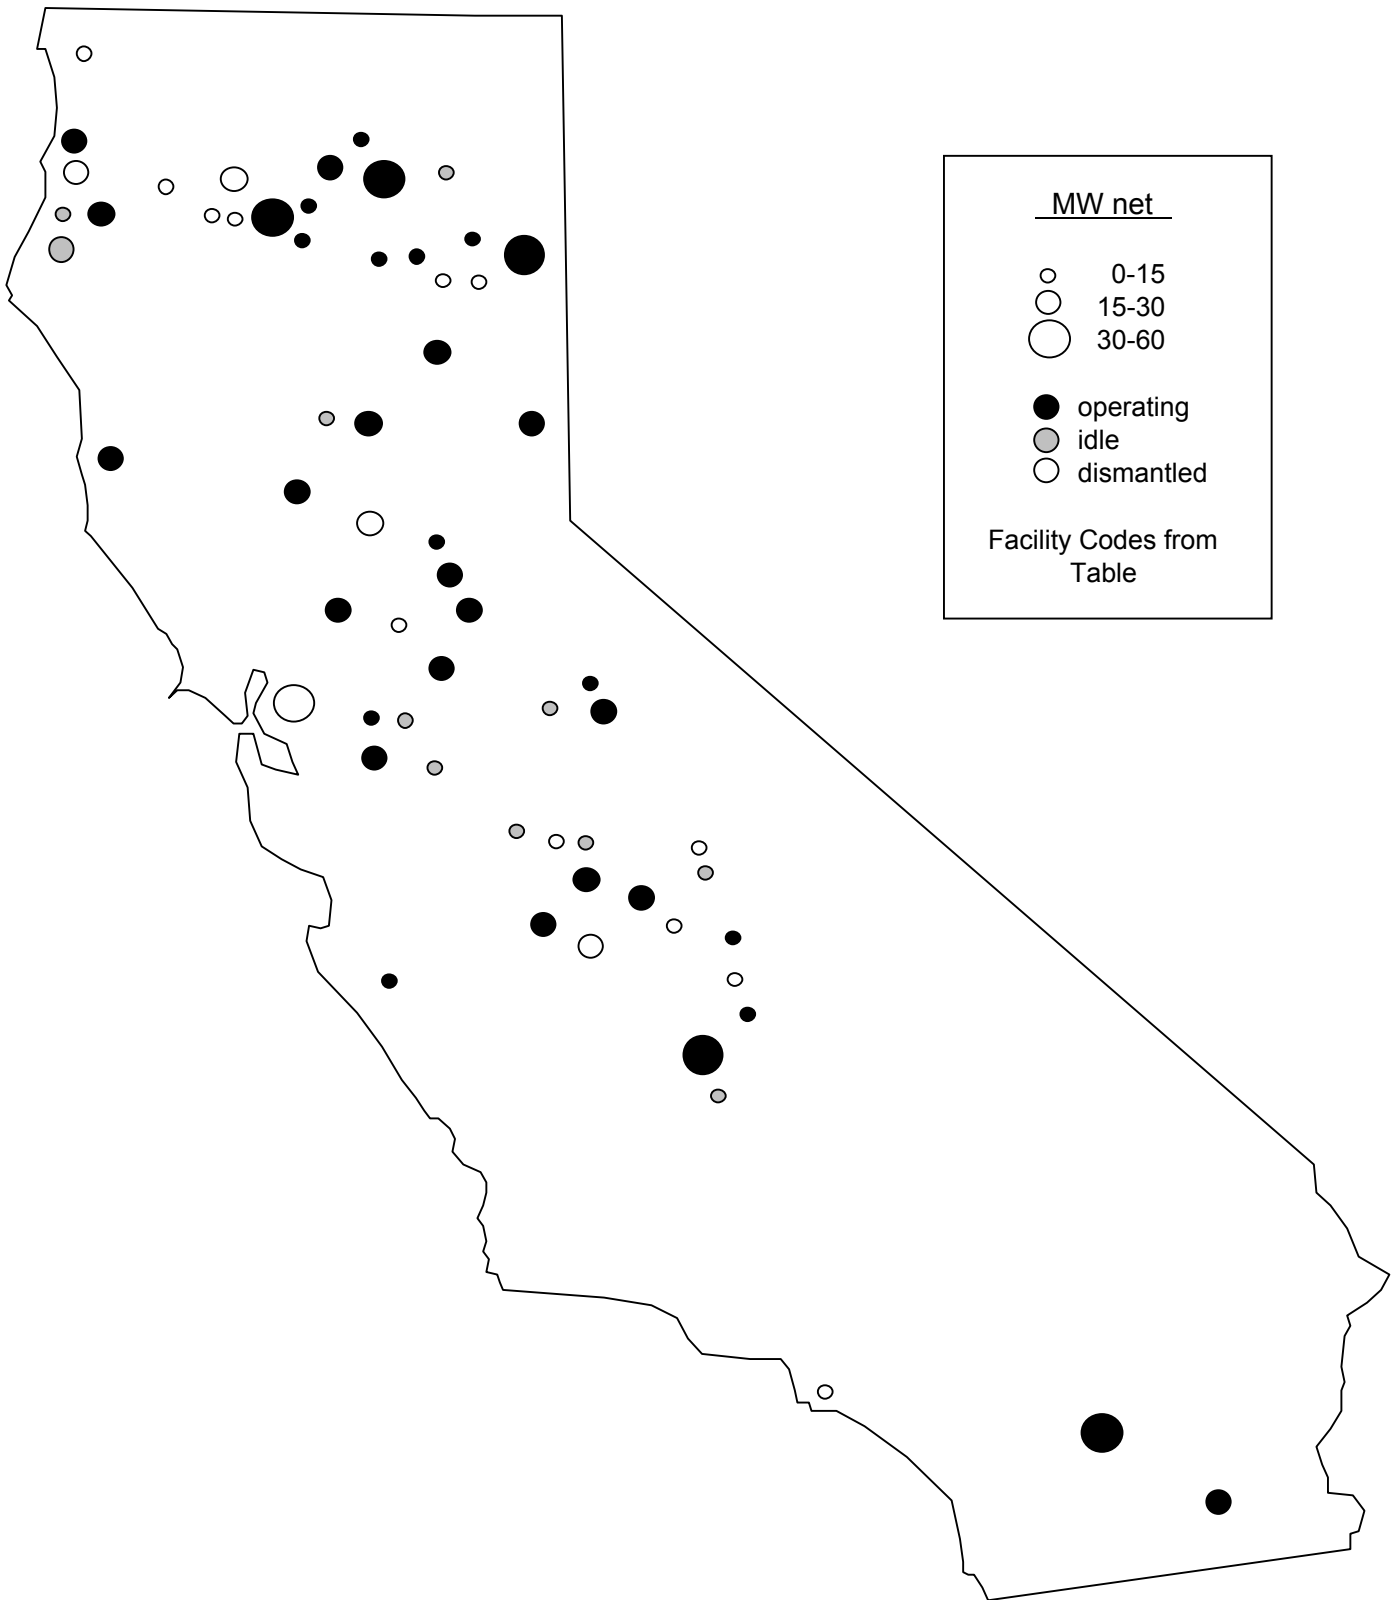 MW net
0-15
15-30
30-60
operating
idle
dismantled
Facility Codes from
Table